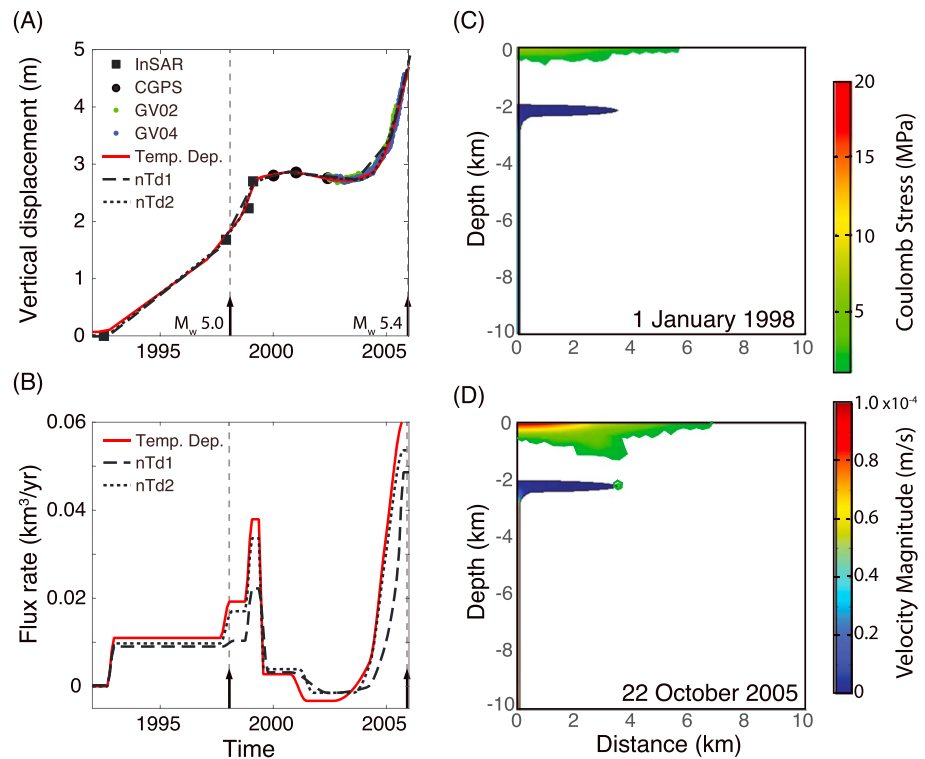 (A)
Vertical displacement (m)
5
4
3
2
1
0
InSAR
CGPS
GV02
GV04
Temp. Dep.
nTd1
nTd2
Mw 5.0
Mw 5.4
1995
2000
2005
(B)
Flux rate (km³/yr)
0.06
0.04
0.02
0
Temp. Dep.
nTd1
nTd2
1995
2000
2005
Time
(C)
Depth (km)
0
-2
-4
-6
-8
-10
1 January 1998
0 2 4 6 8 10
20
15
10
5
Coulomb Stress (MPa)
(D)
Depth (km)
0
-2
-4
-6
-8
-10
22 October 2005
0 2 4 6 8 10
Distance (km)
1.0 x10⁻⁴
0.8
0.6
0.4
0.2
0
Velocity Magnitude (m/s)